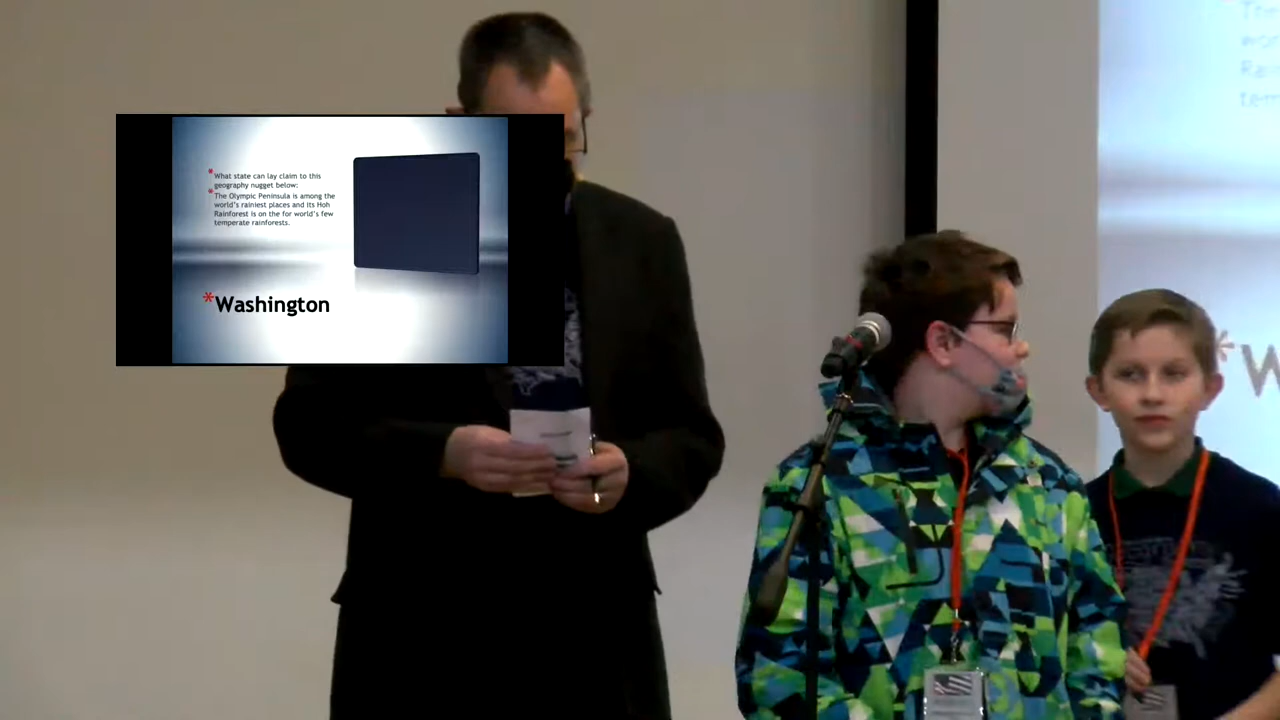 *What state can lay claim to this
geography nugget below:
*The Olympic Peninsula is among the
world's rainiest places and its Hoh
Rainforest is on the for world's few
temperate rainforests.
*Washington
*W